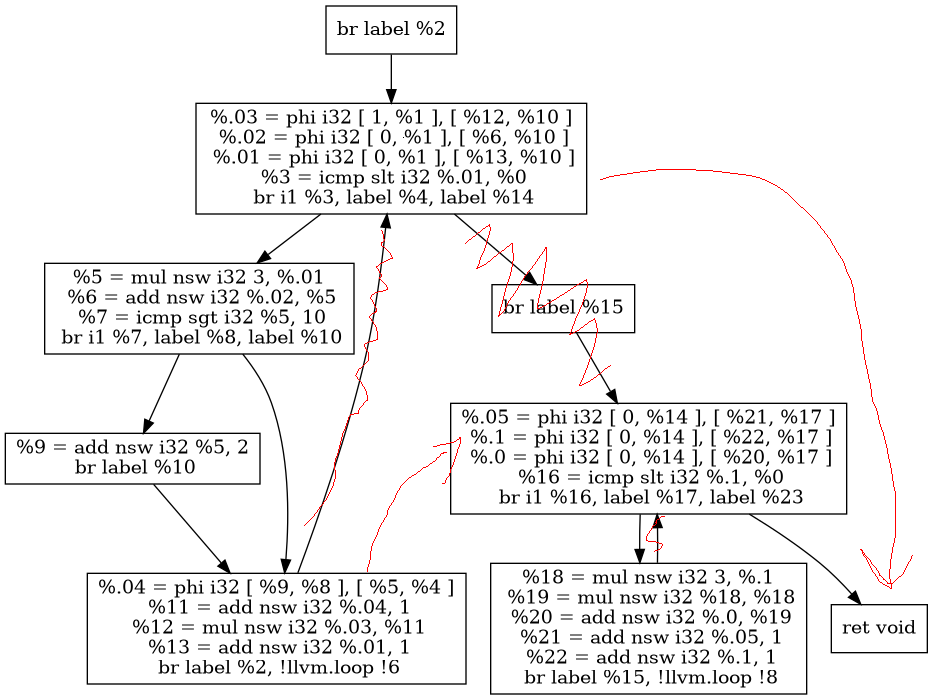 br label %2
%.03 = phi i32 [ 1, %1 ], [ %12, %10 ]
%.02 = phi i32 [ 0, %1 ], [ %6, %10 ]
%.01 = phi i32 [ 0, %1 ], [ %13, %10 ]
%3 = icmp slt i32 %.01, %0
br i1 %3, label %4, label %14
%5 = mul nsw i32 3, %.01
%6 = add nsw i32 %.02, %5
%7 = icmp sgt i32 %5, 10
br i1 %7, label %8, label %10
br label %15
%9 = add nsw i32 %5, 2
br label %10
%.05 = phi i32 [ 0, %14 ], [ %21, %17 ]
%.1 = phi i32 [ 0, %14 ], [ %22, %17 ]
%.0 = phi i32 [ 0, %14 ], [ %20, %17 ]
%16 = icmp slt i32 %.1, %0
br i1 %16, label %17, label %23
%.04 = phi i32 [ %9, %8 ], [ %5, %4 ]
%11 = add nsw i32 %.04, 1
%12 = mul nsw i32 %.03, %11
%13 = add nsw i32 %.01, 1
br label %2, !llvm.loop !6
%18 = mul nsw i32 3, %.1
%19 = mul nsw i32 %18, %18
%20 = add nsw i32 %.0, %19
%21 = add nsw i32 %.05, 1
%22 = add nsw i32 %.1, 1
br label %15, !llvm.loop !8
ret void